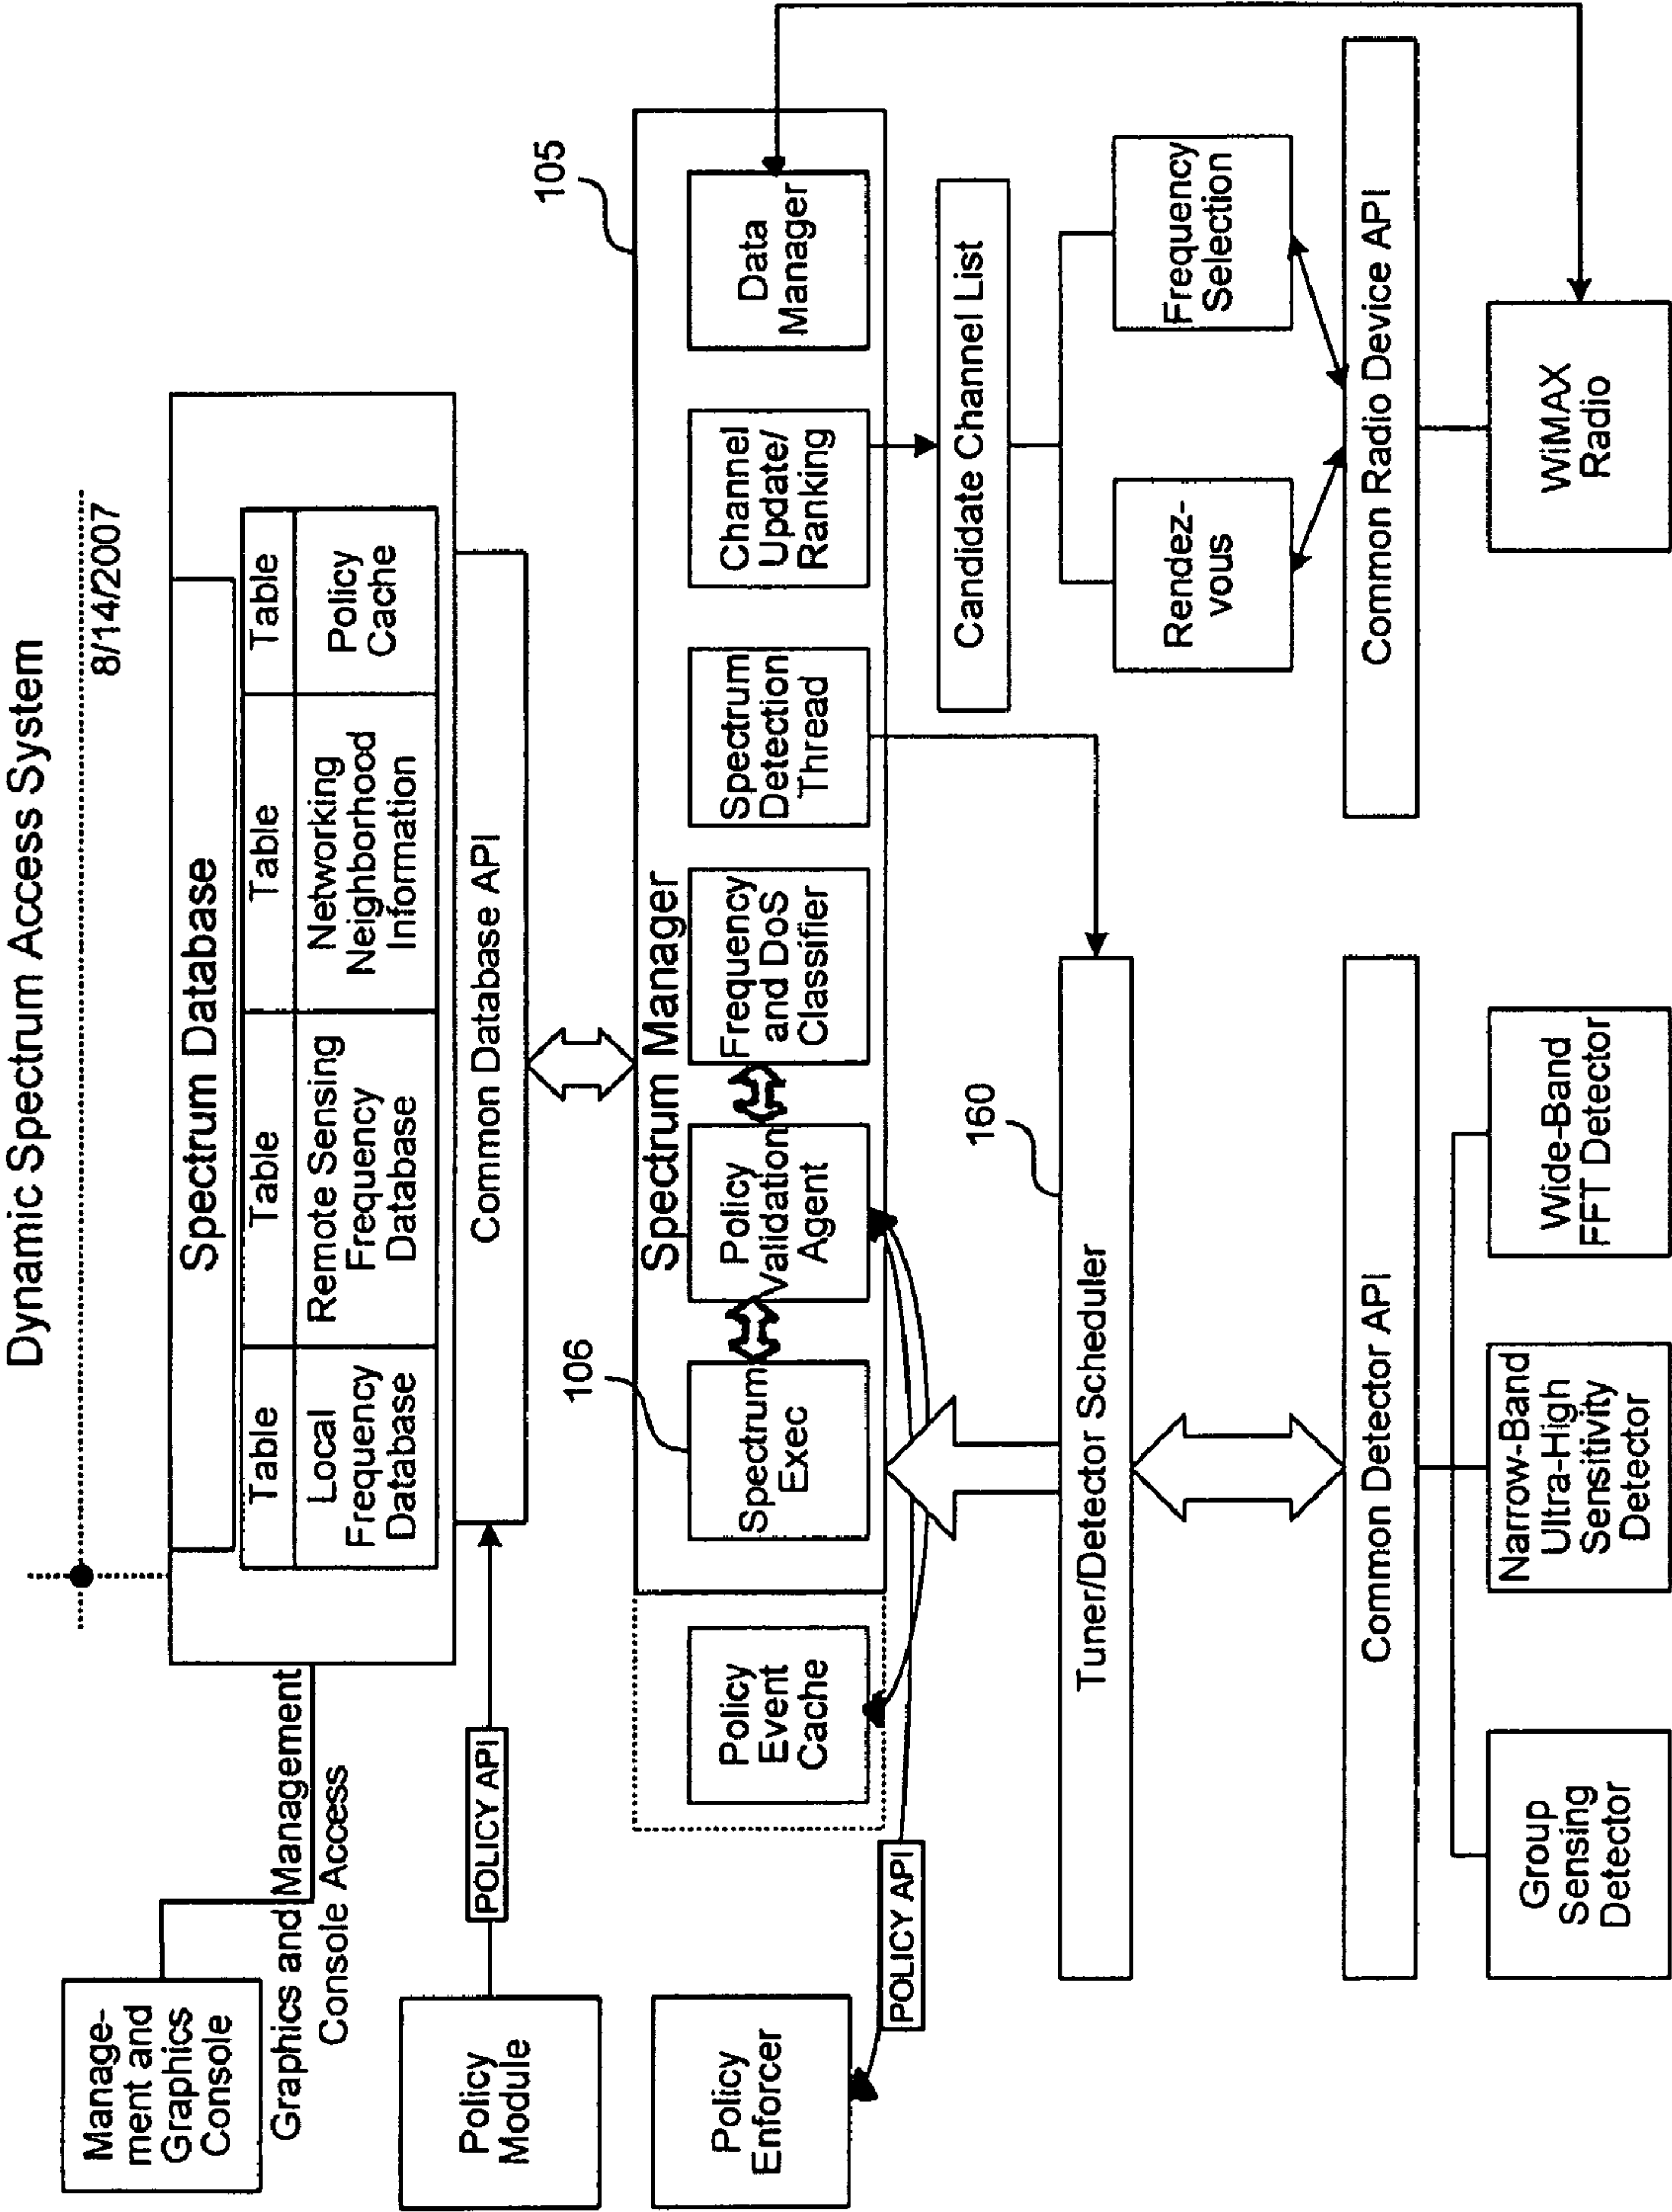 Dynamic Spectrum Access System
8/14/2007
Manage-
ment and
Graphics
Console
Graphics and Management
Console Access
Spectrum Database
Table
Table
Table
Table
Local
Frequency
Database
Remote Sensing
Frequency
Database
Networking
Neighborhood
Information
Policy
Cache
Policy
Module
POLICY API
Common Database API
105
106
Spectrum Manager
Policy
Enforcer
Policy
Event
Cache
Spectrum
Exec
Policy
Validation
Agent
Frequency
and DoS
Classifier
Spectrum
Detection
Thread
Channel
Update/
Ranking
Data
Manager
POLICY API
160
Candidate Channel List
Tuner/Detector Scheduler
Rendez-
vous
Frequency
Selection
Common Detector API
Common Radio Device API
Group
Sensing
Detector
Narrow-Band
Ultra-High
Sensitivity
Detector
Wide-Band
FFT Detector
WiMAX
Radio